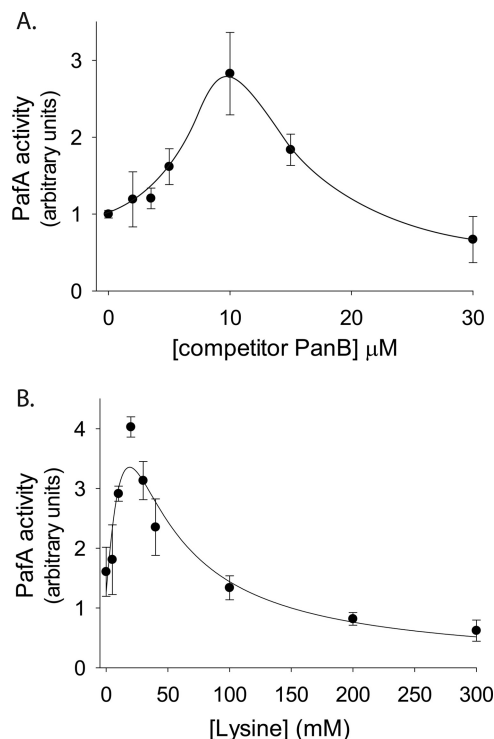 A.
PafA activity
(arbitrary units)
3
2
1
0
0 10 20 30
[competitor PanB] μM
B.
PafA activity
(arbitrary units)
4
3
2
1
0
0 50 100 150 200 250 300
[Lysine] (mM)